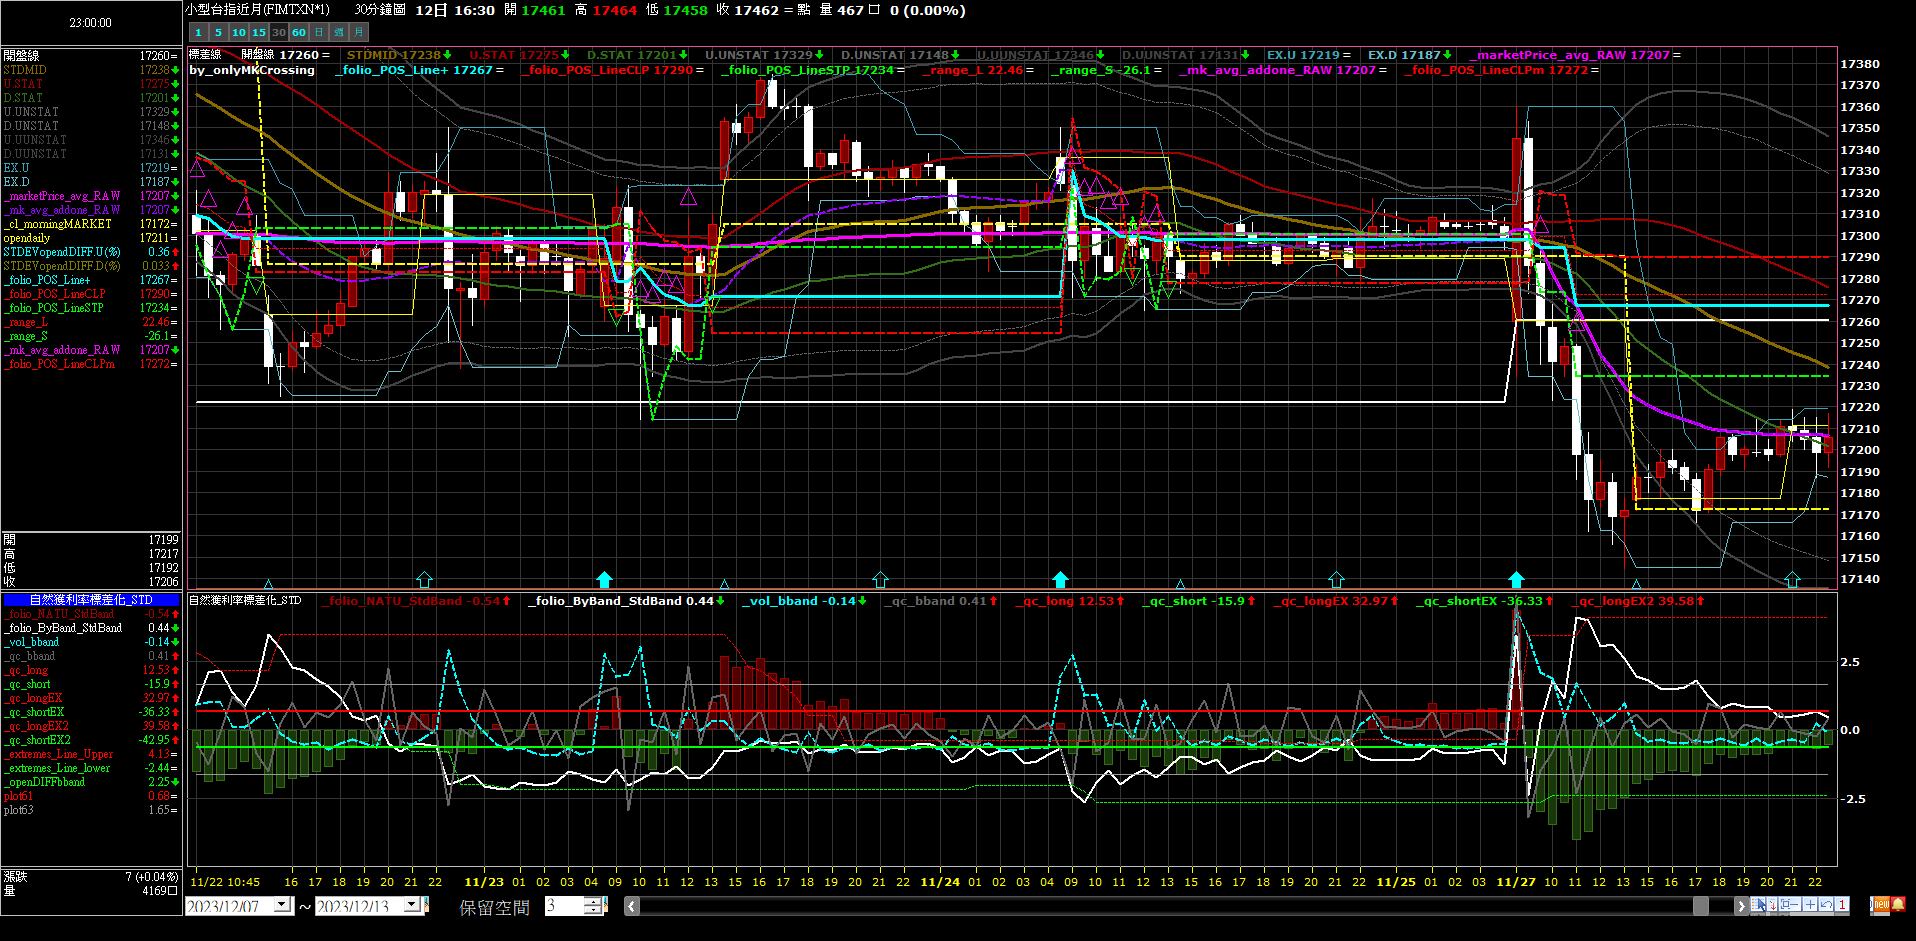 小型台指近月(FIMTXN*1) 30分鐘圖 12日 16:30 開 17461 高 17464 低 17458 收 17462 = 點 量 467口 0 (0.00%)
23:00:00
1 5 10 15 30 60 日 週 月
標差線 開盤線 17260= STDMID 17238 U.STAT 17275 D.STAT 17201 U.UNSTAT 17329 D.UNSTAT 17148 U.UUNSTAT 17346 D.UUNSTAT 17131 EX.U 17219= EX.D 17187 _marketPrice_avg_RAW 17207=
by_onlyMKCrossing _folio_POS_Line+ 17267= _folio_POS_LineCLP 17290= _folio_POS_LineSTP 17234= _range_L 22.46= _range_S -26.1= _mk_avg_addone_RAW 17207= _folio_POS_LineCLPm 17272=
開盤線 17260=
STDMID 17238
U.STAT 17275
D.STAT 17201
U.UNSTAT 17329
D.UNSTAT 17148
U.UUNSTAT 17346
D.UUNSTAT 17131
EX.U 17219=
EX.D 17187
_marketPrice_avg_RAW 17207
_mk_avg_addona_RAW 17207
_cl_morningMARKET 17172=
opendaily 17211=
STDEVopendDIFF.U(%) 0.36
STDEVopendDIFF.D(%) 0.033
_folio_POS_Line+ 17267=
_folio_POS_LineCLP 17290=
_folio_POS_LineSTP 17234=
_range_L 22.46=
_range_S -26.1=
_mk_avg_addone_RAW 17207
_folio_POS_LineCLPm 17272=
開 17199
高 17217
低 17192
收 17206
17380
17370
17360
17350
17340
17330
17320
17310
17300
17290
17280
17270
17260
17250
17240
17230
17220
17210
17200
17190
17180
17170
17160
17150
17140
自然獲利率標差化_STD
_folio_NATU_StdBand -0.54
_folio_ByBand_StdBand 0.44
_vol_bband -0.14
_qc_bband 0.41
_qc_long 12.53
_qc_short -15.9
_qc_longEX 32.97
_qc_shortEX -36.33
_qc_longEX2 39.58
_qc_shortEX2 -42.95
_extremes_Line_Upper 4.13=
_extremes_Line_lower -2.44=
_openDIFFbband 2.25
plot61 0.68=
plot63 1.65=
自然獲利率標差化_STD _folio_NATU_StdBand -0.54 _folio_ByBand_StdBand 0.44 _vol_bband -0.14 _qc_bband 0.41 _qc_long 12.53 _qc_short -15.9 _qc_longEX 32.97 _qc_shortEX -36.33 _qc_longEX2 39.58
2.5
0.0
-2.5
漲跌 7 (+0.04%)
量 4169口
11/22 10:45 16 17 18 19 20 21 22 11/23 01 02 03 04 09 10 11 12 13 15 16 17 18 19 20 21 22 11/24 01 02 03 04 09 10 11 12 13 15 16 17 18 19 20 21 22 11/25 01 02 03 11/27 10 11 12 13 15 16 17 18 19 20 21 22
2023/12/07 ~ 2023/12/13 保留空間 3
1 new